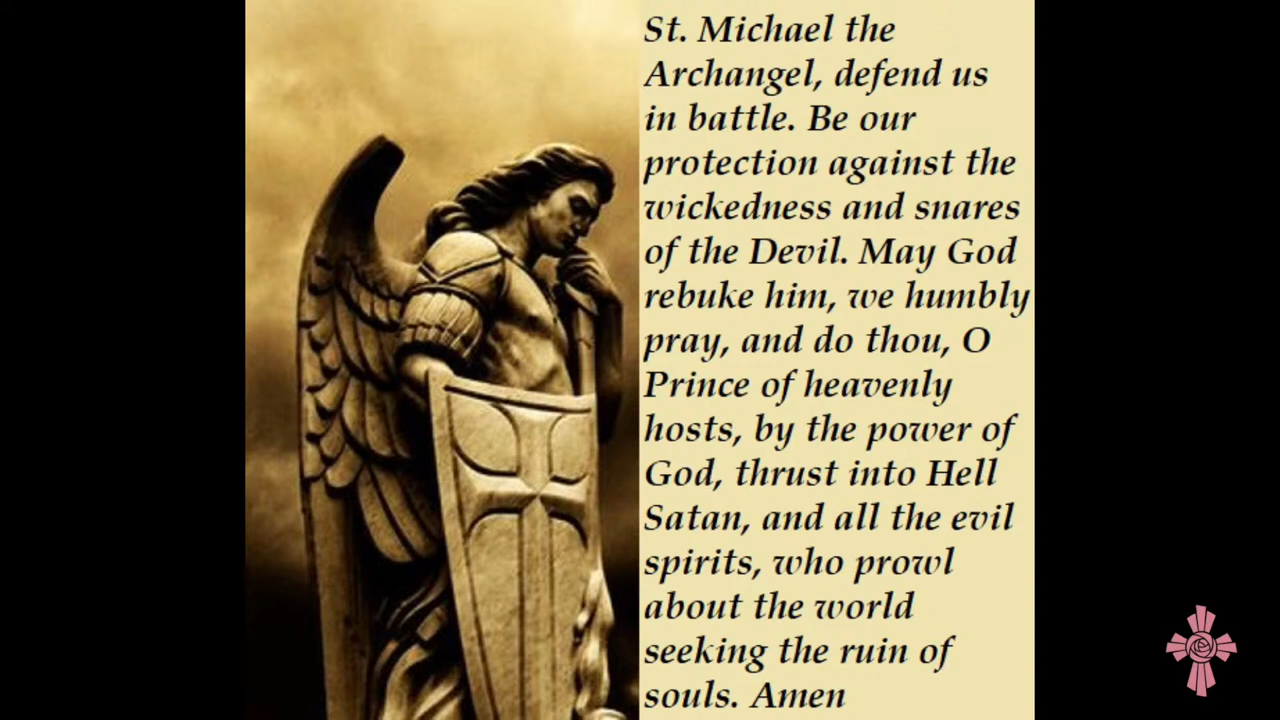 St. Michael the
Archangel, defend us
in battle. Be our
protection against the
wickedness and snares
of the Devil. May God
rebuke him, we humbly
pray, and do thou, O
Prince of heavenly
hosts, by the power of
God, thrust into Hell
Satan, and all the evil
spirits, who prowl
about the world
seeking the ruin of
souls. Amen